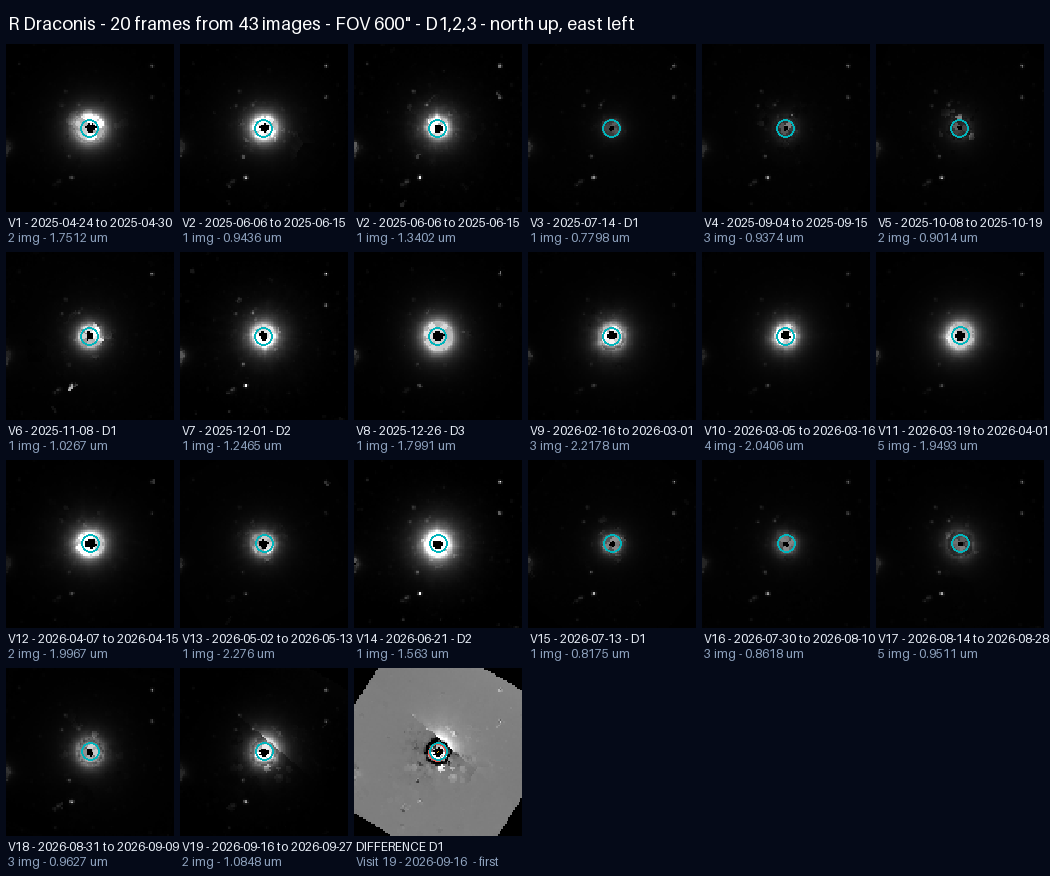 R Draconis - 20 frames from 43 images - FOV 600" - D1,2,3 - north up, east left
V1 - 2025-04-24 to 2025-04-30
2 img - 1.7512 um
V2 - 2025-06-06 to 2025-06-15
1 img - 0.9436 um
V2 - 2025-06-06 to 2025-06-15
1 img - 1.3402 um
V3 - 2025-07-14 - D1
1 img - 0.7798 um
V4 - 2025-09-04 to 2025-09-15
3 img - 0.9374 um
V5 - 2025-10-08 to 2025-10-19
2 img - 0.9014 um
V6 - 2025-11-08 - D1
1 img - 1.0267 um
V7 - 2025-12-01 - D2
1 img - 1.2465 um
V8 - 2025-12-26 - D3
1 img - 1.7991 um
V9 - 2026-02-16 to 2026-03-01
3 img - 2.2178 um
V10 - 2026-03-05 to 2026-03-16
4 img - 2.0406 um
V11 - 2026-03-19 to 2026-04-01
5 img - 1.9493 um
V12 - 2026-04-07 to 2026-04-15
2 img - 1.9967 um
V13 - 2026-05-02 to 2026-05-13
1 img - 2.276 um
V14 - 2026-06-21 - D2
1 img - 1.563 um
V15 - 2026-07-13 - D1
1 img - 0.8175 um
V16 - 2026-07-30 to 2026-08-10
3 img - 0.8618 um
V17 - 2026-08-14 to 2026-08-28
5 img - 0.9511 um
V18 - 2026-08-31 to 2026-09-09
3 img - 0.9627 um
V19 - 2026-09-16 to 2026-09-27
2 img - 1.0848 um
DIFFERENCE D1
Visit 19 - 2026-09-16 - first